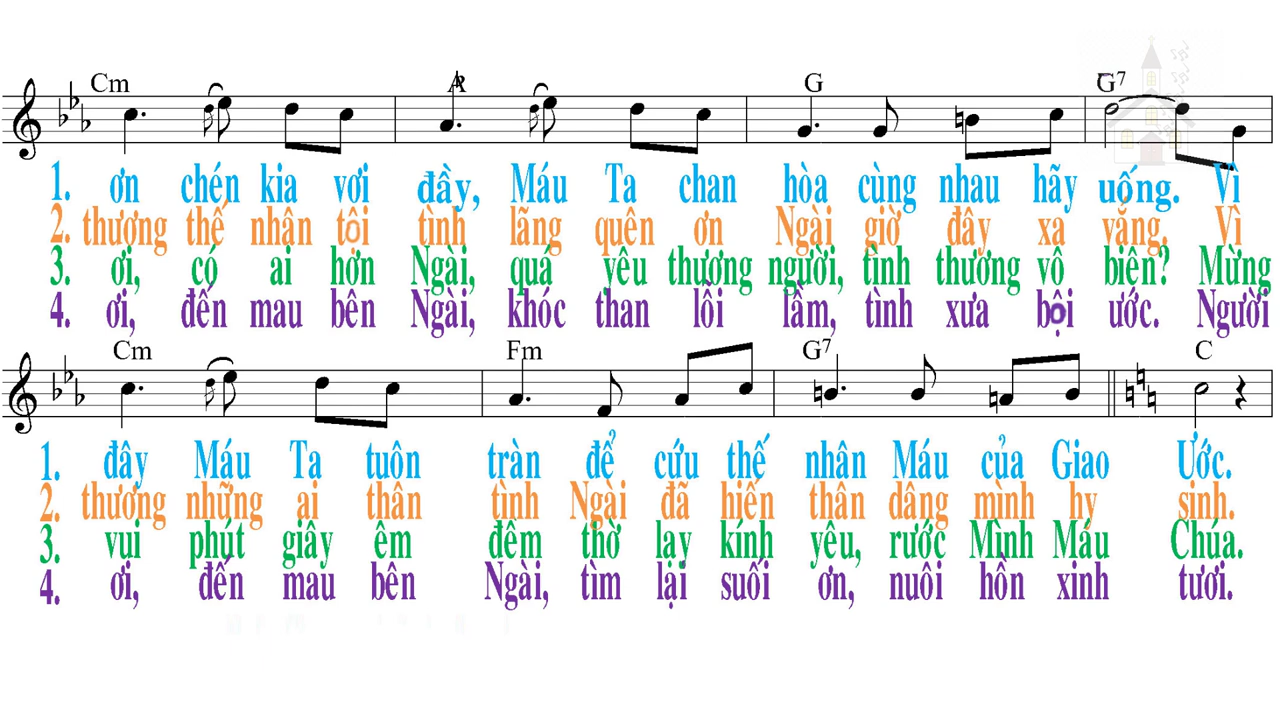 Cm A G G7
1. ơn chén kia vơi đầy, Máu Ta chan hòa cùng nhau hãy uống. Vì
2. thương thế nhân tội tình lãng quên ơn Ngài giờ đây xa vắng. Vì
3. ơi, có ai hơn Ngài, quá yêu thương người, tình thương vô biên? Mừng
4. ơi, đến mau bên Ngài, khóc than lỗi lầm, tình xưa bội ước. Người
Cm Fm G7 C
1. đây Máu Ta tuôn tràn để cứu thế nhân Máu của Giao Ước.
2. thương những ai thân tình Ngài đã hiến thân dâng mình hy sinh.
3. vui phút giây êm đềm thờ lạy kính yêu, rước Mình Máu Chúa.
4. ơi, đến mau bên Ngài, tìm lại suối ơn, nuôi hồn xinh tươi.